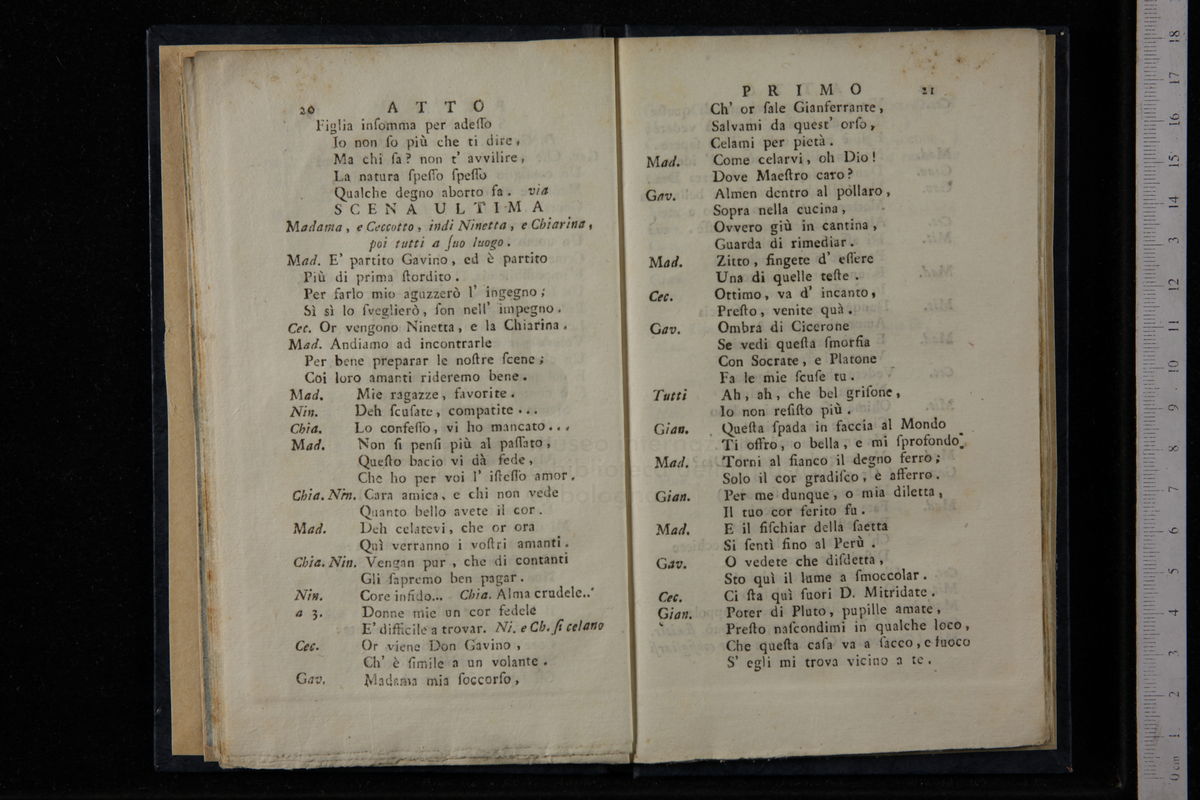 20 ATTO
Figlia inſomma per adeſſo
Io non ſo più che ti dire,
Ma chi ſa? non t' avvilire,
La natura ſpeſſo ſpeſſo
Qualche degno aborto fa. via
SCENA ULTIMA
Madama, e Ceccotto, indi Ninetta, e Chiarina,
poi tutti a ſuo luogo.
Mad. E' partito Gavino, ed è partito
Più di prima ſtordito.
Per farlo mio aguzzerò l' ingegno;
Sì sì lo ſveglierò, ſon nell' impegno.
Cec. Or vengono Ninetta, e la Chiarina.
Mad. Andiamo ad incontrarle
Per bene preparar le noſtre ſcene;
Coi loro amanti rideremo bene.
Mad. Mie ragazze, favorite.
Nin. Deh ſcuſate, compatite...
Chia. Lo confeſſo, vi ho mancato...
Mad. Non ſi penſi più al paſſato,
Queſto bacio vi dà fede,
Che ho per voi l' iſteſſo amor.
Chia. Nin. Cara amica, e chi non vede
Quanto bello avete il cor.
Mad. Deh celatevi, che or ora
Quì verranno i voſtri amanti.
Chia. Nin. Vengan pur, che di contanti
Gli ſapremo ben pagar.
Nin. Core infido... Chia. Alma crudele..
a 3. Donne mie un cor fedele
E' difficile a trovar. Ni. e Ch. ſi celano
Cec. Or viene Don Gavino,
Ch' è ſimile a un volante.
Gav. Madama mia ſoccorſo,
PRIMO 21
Ch' or ſale Gianferrante,
Salvami da queſt' orſo,
Celami per pietà.
Mad. Come celarvi, oh Dio!
Dove Maeſtro caro?
Gav. Almen dentro al pollaro,
Sopra nella cucina,
Ovvero giù in cantina,
Guarda di rimediar.
Mad. Zitto, fingete d' eſſere
Una di quelle teſte.
Cec. Ottimo, va d' incanto,
Preſto, venite quà.
Gav. Ombra di Cicerone
Se vedi queſta ſmorfia
Con Socrate, e Platone
Fa le mie ſcuſe tu.
Tutti Ah, ah, che bel grifone,
Io non reſiſto più.
Gian. Queſta ſpada in faccia al Mondo
Ti offro, o bella, e mi ſprofondo.
Mad. Torni al fianco il degno ferro;
Solo il cor gradiſco, e afferro.
Gian. Per me dunque, o mia diletta,
Il tuo cor ferito fu.
Mad. E il fiſchiar della ſaetta
Si ſentì fino al Perù.
Gav. O vedete che diſdetta,
Sto quì il lume a ſmoccolar.
Cec. Ci ſta quì fuori D. Mitridate.
Gian. Poter di Pluto, pupille amate,
Preſto naſcondimi in qualche loco,
Che queſta caſa va a ſacco, e fuoco
S' egli mi trova vicino a te.